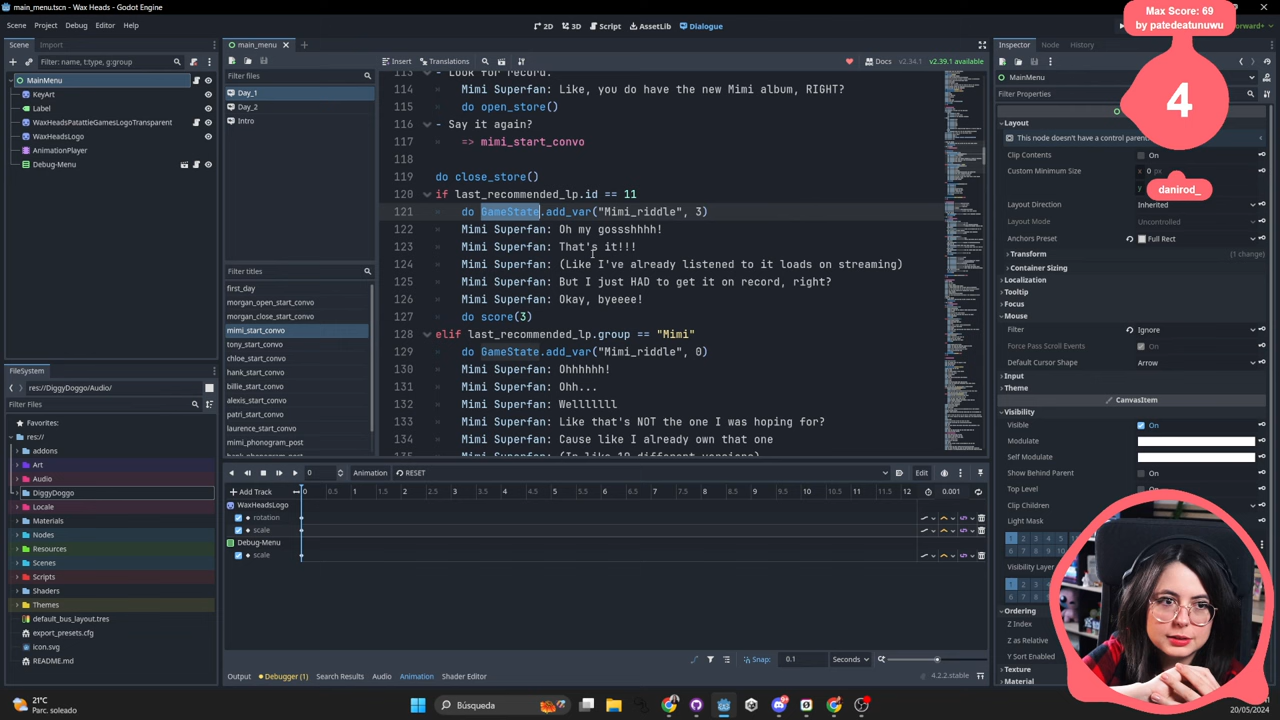 main_menu.tscn - Wax Heads - Godot Engine
Scene Project Debug Editor Help
2D 3D Script AssetLib Dialogue
Max Score: 69
by patedeatunuwu
4
danirod_
Scene Import
Filter: name, t:type, g:group
MainMenu
KeyArt
Label
WaxHeadsPatattieGamesLogoTransparent
WaxHeadsLogo
AnimationPlayer
Debug-Menu
FileSystem
res://DiggyDoggo/Audio/
Filter Files
Favorites:
res://
addons
Art
Audio
DiggyDoggo
Locale
Materials
Nodes
Resources
Scenes
Scripts
Shaders
Themes
default_bus_layout.tres
export_presets.cfg
icon.svg
README.md
main_menu
Filter files
Day_1
Day_2
Intro
Filter titles
first_day
morgan_open_start_convo
morgan_close_start_convo
mimi_start_convo
tony_start_convo
chloe_start_convo
hank_start_convo
billie_start_convo
alexis_start_convo
patri_start_convo
laurence_start_convo
mimi_phonogram_post
Insert Translations Docs v2.34.1 v2.39.1 available
113 - Look for record.
114 Mimi Superfan: Like, you do have the new Mimi album, RIGHT?
115 do open_store()
116 - Say it again
117 => mimi_start_convo
118
119 do close_store()
120 if last_recommended_lp.id == 11
121 do GameState.add_var("Mimi_riddle", 3)
122 Mimi Superfan: Oh my gosshhhh!
123 Mimi Superfan: That's it!!!
124 Mimi Superfan: (Like I've already listened to it loads on streaming)
125 Mimi Superfan: But I just HAD to get it on record, right?
126 Mimi Superfan: Okay, byeee!
127 do score(3)
128 elif last_recommended_lp.group == "Mimi"
129 do GameState.add_var("Mimi_riddle", 0)
130 Mimi Superfan: Ohhhhhh!
131 Mimi Superfan: Ohh...
132 Mimi Superfan: Wellllllll
133 Mimi Superfan: So that's NOT the one I was hoping for?
134 Mimi Superfan: Cause like I already own that one
0 Animation RESET Edit
Add Track 0 0.5 1 1.5 2 2.5 3 3.5 4 4.5 5 5.5 6 6.5 7 7.5 8 8.5 9 9.5 10 10.5 11 11.5 12 0.001
WaxHeadsLogo
rotation
scale
Debug-Menu
scale
Snap: 0.1 Seconds
Output Debugger (1) Search Results Audio Animation Shader Editor 4.2.2.stable
Inspector Node History
MainMenu
Filter Properties
Layout
This node doesn't have a control parent
Clip Contents On
Custom Minimum Size x 0 px
y
Layout Direction Inherited
Layout Mode Uncontrolled
Anchors Preset Full Rect
Transform (1 change)
Container Sizing
Localization
Tooltip
Focus
Mouse
Filter Ignore
Force Pass Scroll Events On
Default Cursor Shape Arrow
Input
Theme
CanvasItem
Visibility
Visible On
Modulate
Self Modulate
Show Behind Parent On
Top Level On
Clip Children
Light Mask
1 2 3 4 5
6 7 8 9 10
Visibility Layer
1 2
6 7
Ordering
Z Index
Z as Relative
Y Sort Enabled
Texture
Material
21°C
Parc. soleado
Búsqueda
20/05/2024